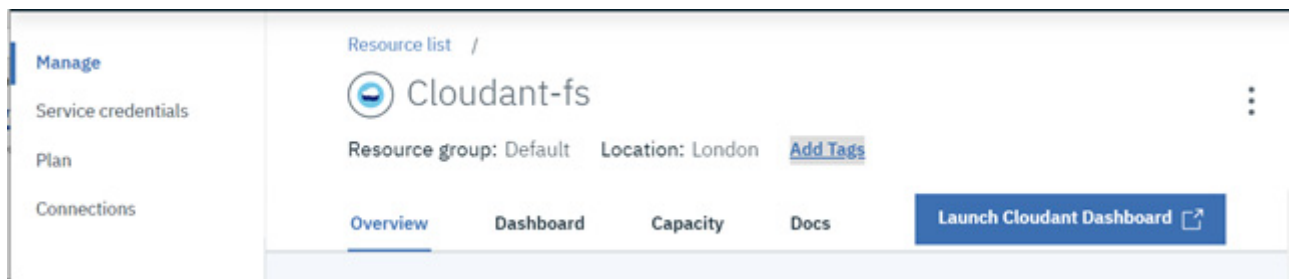 Manage
Service credentials
Plan
Connections
Resource list /
Cloudant-fs
Resource group: Default Location: London Add Tags
Overview Dashboard Capacity Docs Launch Cloudant Dashboard